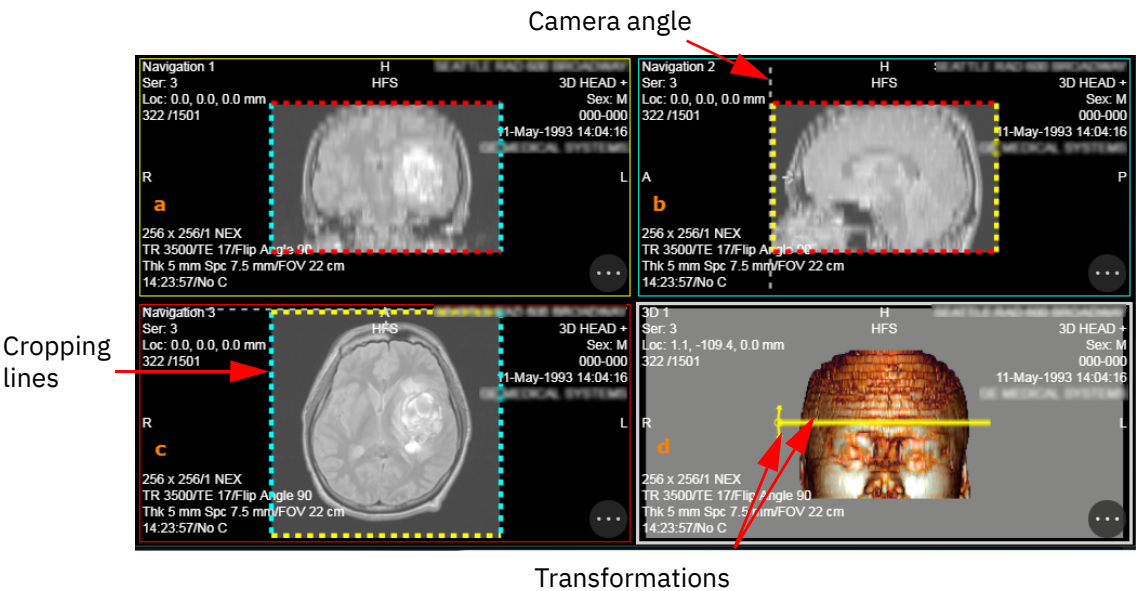 Camera angle
Navigation 1
H
Ser: 3
HFS
3D HEAD +
Loc: 0.0, 0.0, 0.0 mm
Sex: M
322 /1501
000-000
11-May-1993 14:04:16
R
L
a
256 x 256/1 NEX
TR 3500/TE 17/Flip Angle 90
Thk 5 mm Spc 7.5 mm/FOV 22 cm
14:23:57/No C
Navigation 2
H
SEATTLE RAD 600 BROADWAY
Ser: 3
HFS
3D HEAD +
Loc: 0.0, 0.0, 0.0 mm
Sex: M
322 /1501
000-000
11-May-1993 14:04:16
GE MEDICAL SYSTEMS
A
P
b
256 x 256/1 NEX
TR 3500/TE 17/Flip Angle 90
Thk 5 mm Spc 7.5 mm/FOV 22 cm
14:23:57/No C
Cropping
lines
Navigation 3
A
Ser: 3
HFS
3D HEAD +
Loc: 0.0, 0.0, 0.0 mm
Sex: M
322 /1501
000-000
11-May-1993 14:04:16
R
L
c
256 x 256/1 NEX
TR 3500/TE 17/Flip Angle 90
Thk 5 mm Spc 7.5 mm/FOV 22 cm
14:23:57/No C
3D 1
H
Ser: 3
HFS
3D HEAD +
Loc: 1.1, -109.4, 0.0 mm
Sex: M
322 /1501
000-000
11-May-1993 14:04:16
R
L
d
256 x 256/1 NEX
TR 3500/TE 17/Flip Angle 90
Thk 5 mm Spc 7.5 mm/FOV 22 cm
14:23:57/No C
Transformations